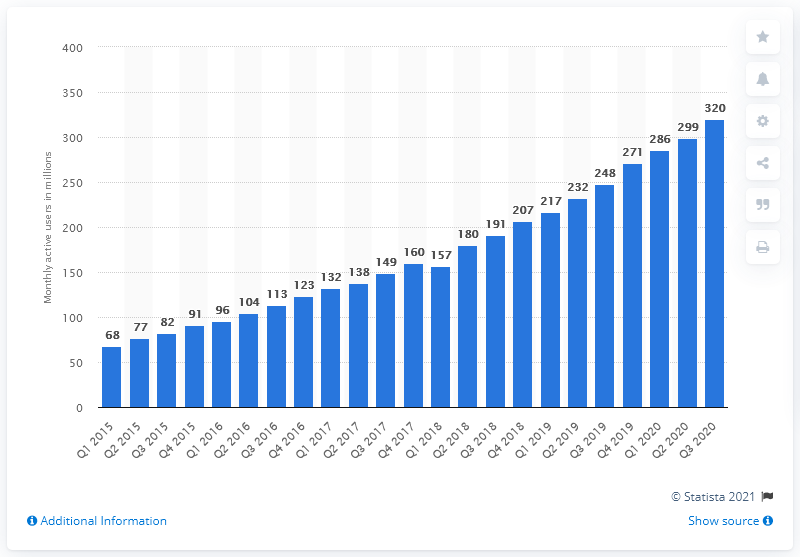 400
350
300
250
200
150
100
50
0
Monthly active users in millions
68
77
82
91
96
104
113
123
132
138
149
160
157
180
191
207
217
232
248
271
286
299
320
Q1 2015
Q2 2015
Q3 2015
Q4 2015
Q1 2016
Q2 2016
Q3 2016
Q4 2016
Q1 2017
Q2 2017
Q3 2017
Q4 2017
Q1 2018
Q2 2018
Q3 2018
Q4 2018
Q1 2019
Q2 2019
Q3 2019
Q4 2019
Q1 2020
Q2 2020
Q3 2020
© Statista 2021
Additional Information
Show source